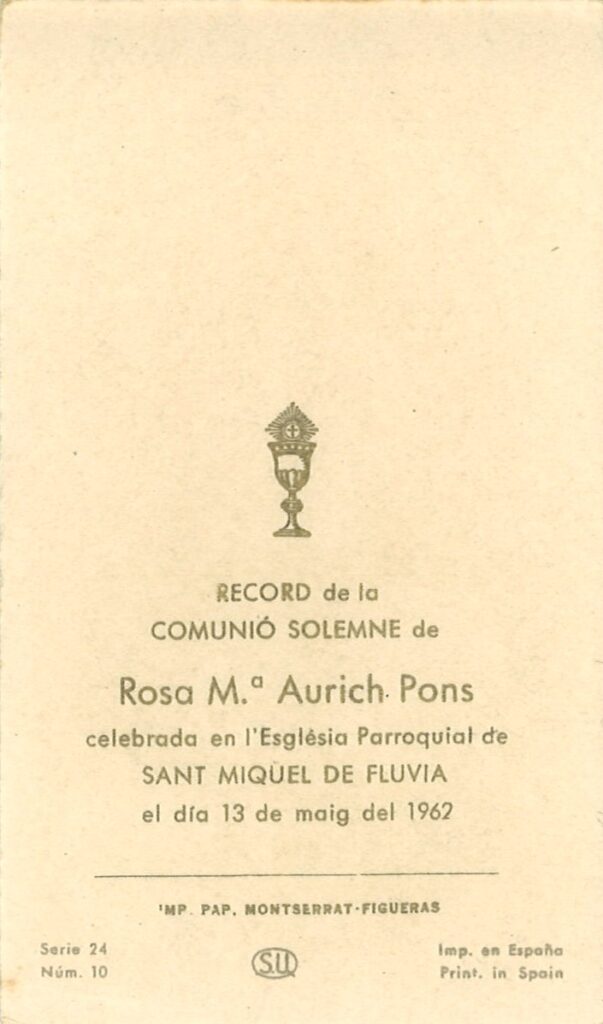 RECORD de la
COMUNIÓ SOLEMNE de
Rosa M.ª Aurich Pons
celebrada en l'Església Parroquial de
SANT MIQUEL DE FLUVIA
el día 13 de maig del 1962
IMP. PAP. MONTSERRAT-FIGUERAS
Serie 24
Núm. 10
SU
Imp. en España
Print. in Spain